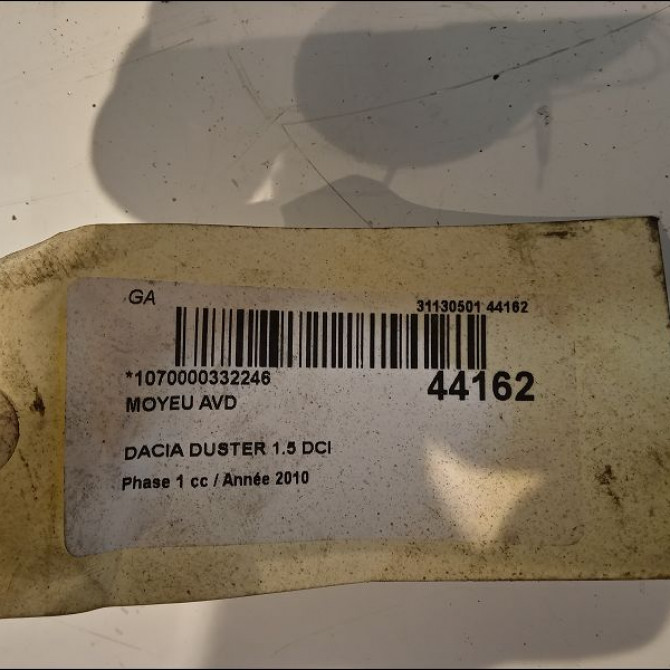 GA
31130501 44162
*1070000332246
44162
MOYEU AVD
DACIA DUSTER 1.5 DCI
Phase 1 cc / Année 2010